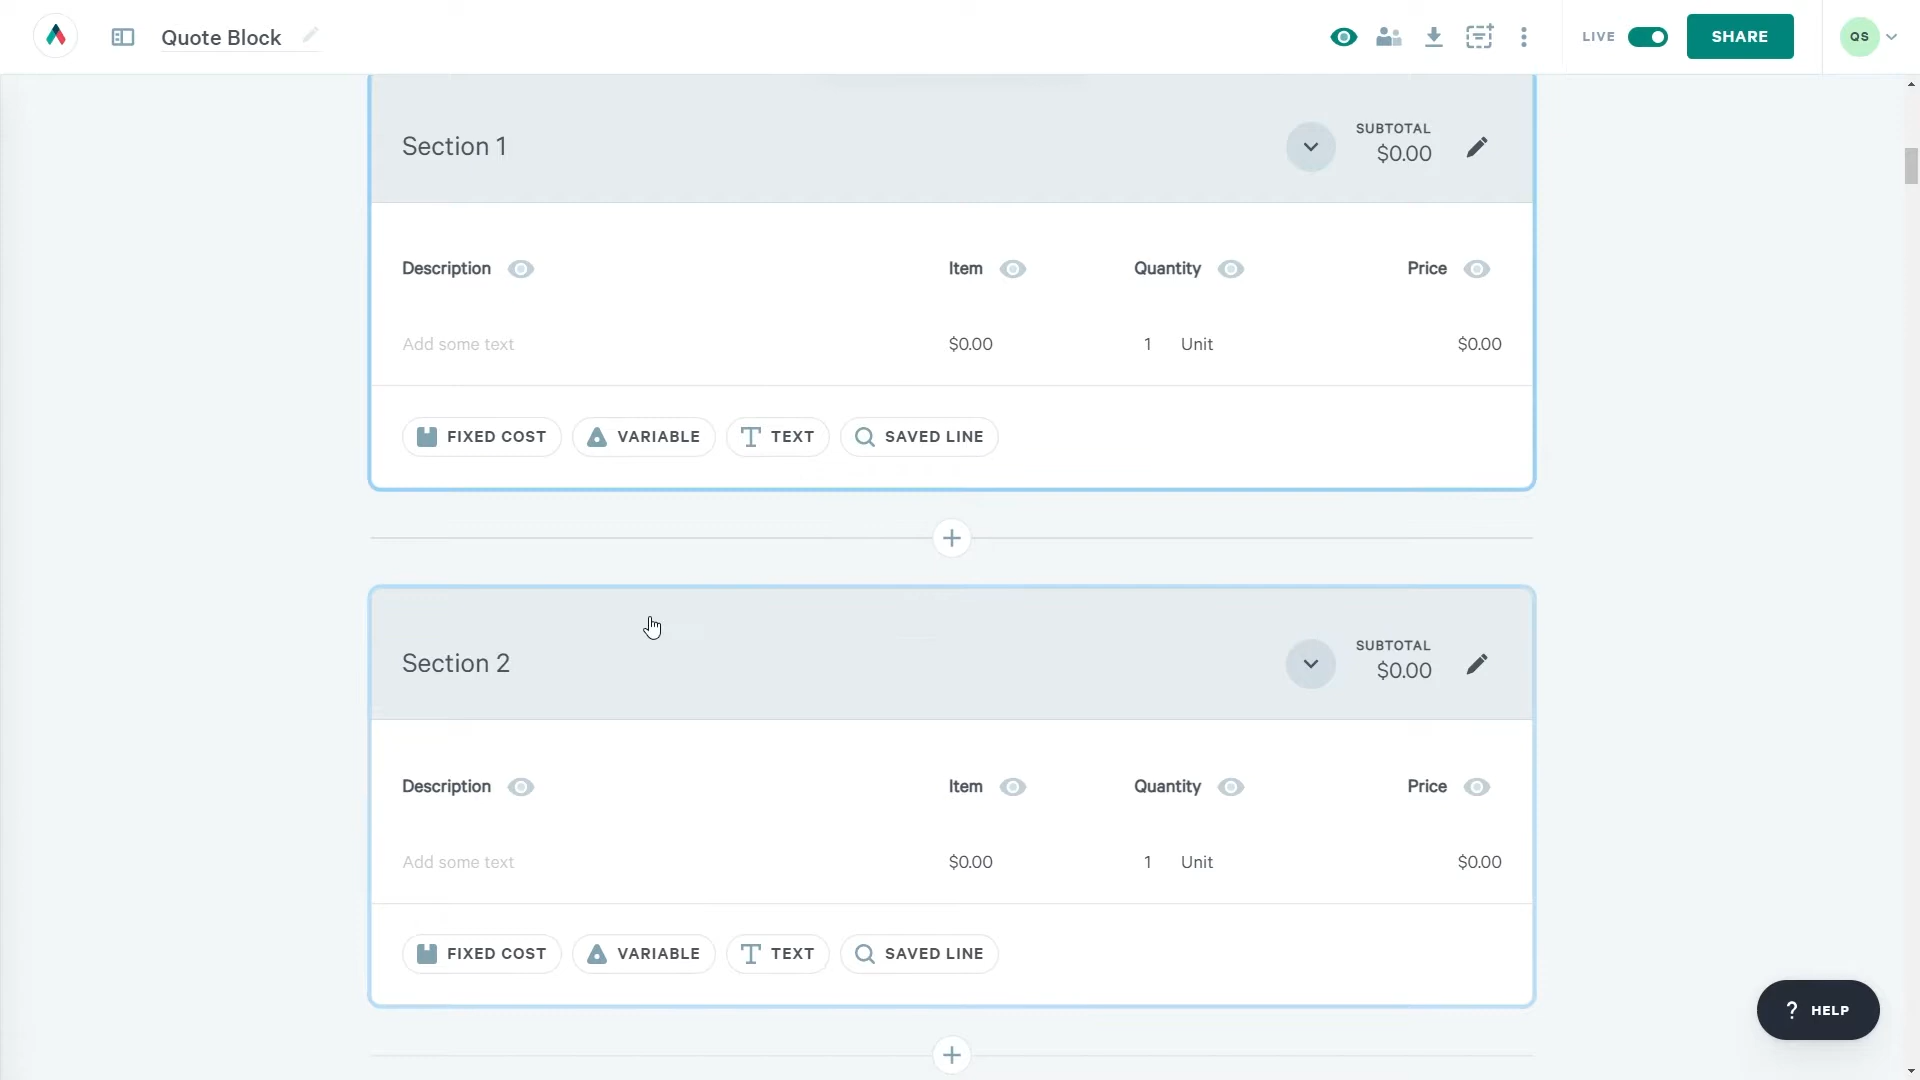 Quote Block
LIVE
SHARE
QS
Section 1
SUBTOTAL
$0.00
Description Item Quantity Price
Add some text $0.00 1 Unit $0.00
FIXED COST VARIABLE TEXT SAVED LINE
Section 2
SUBTOTAL
$0.00
Description Item Quantity Price
Add some text $0.00 1 Unit $0.00
FIXED COST VARIABLE TEXT SAVED LINE
? HELP